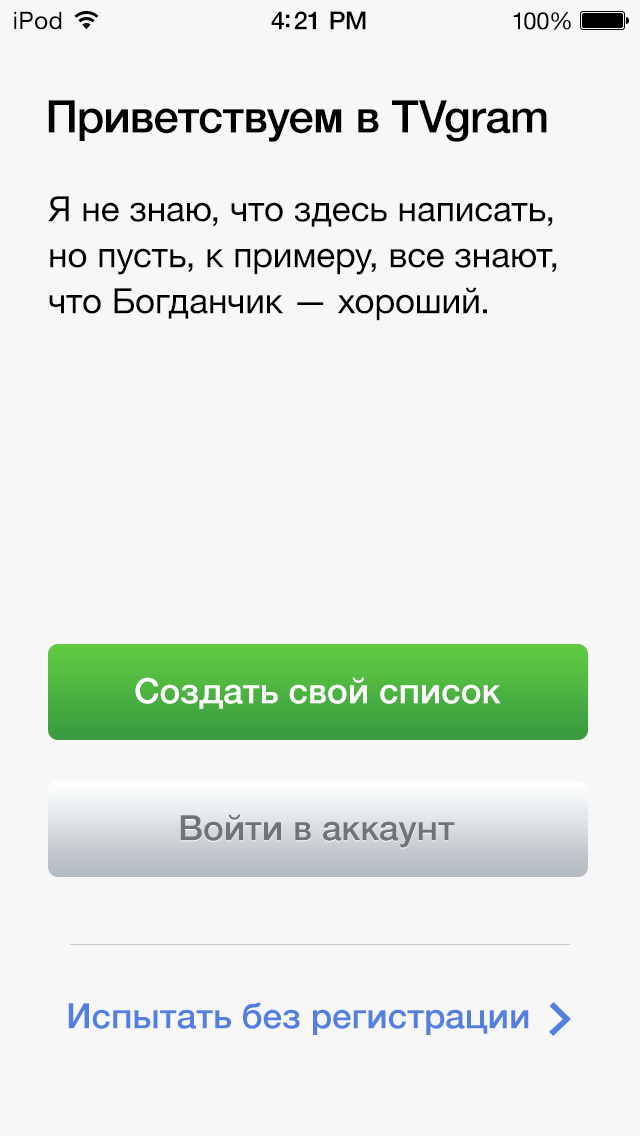 iPod 4:21 PM 100%
Приветствуем в TVgram
Я не знаю, что здесь написать,
но пусть, к примеру, все знают,
что Богданчик — хороший.
Создать свой список
Войти в аккаунт
Испытать без регистрации